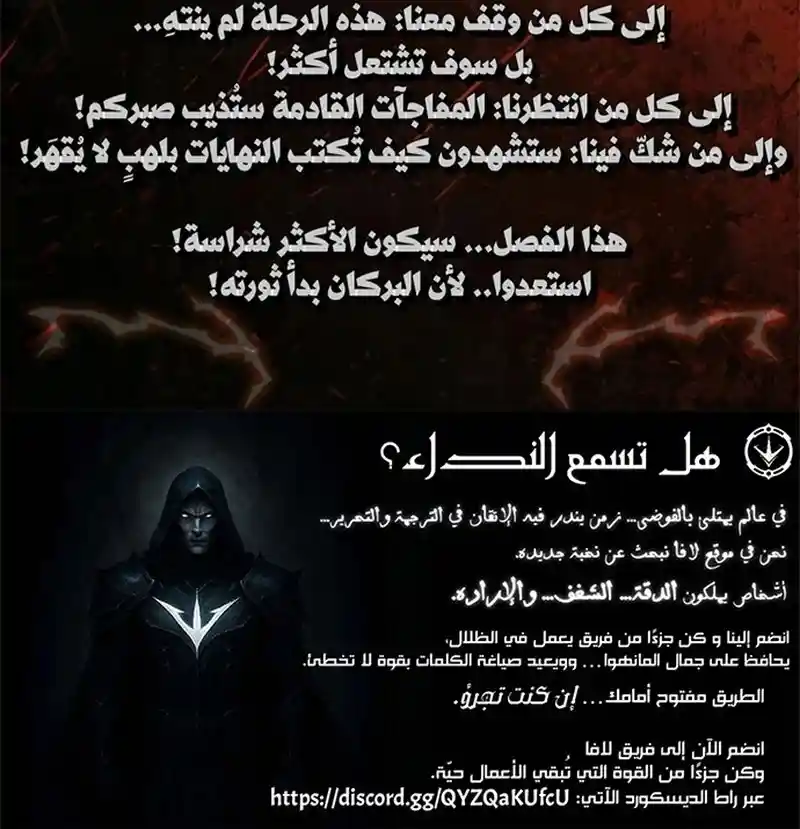 إلى كل من وقف معنا: هذه الرحلة لم ينتهِ...
بل سوف تشتعل أكثر!
إلى كل من انتظرنا: المفاجآت القادمة ستُذيب صبركم!
وإلى من شكّ فينا: ستشهدون كيف تُكتب النهايات بلهبٍ لا يُقهَر!
هذا الفصل... سيكون الأكثر شراسة!
استعدوا.. لأن البركان بدأ ثورته!
هل تسمع النداء؟
في عالم يمتلئ بالفوضى... زمن يندر فيه الإتقان في الترجمة والتحرير...
نحن في موقع لافا نبحث عن نخبة جديدة.
أشخاص يملكون الدقة... الشغف... والإرادة.
انضم إلينا و كن جزءًا من فريق يعمل في الظلال،
يحافظ على جمال المانهوا... وويعيد صياغة الكلمات بقوة لا تخطئ.
الطريق مفتوح أمامك... إن كنت تجرؤ.
انضم الآن إلى فريق لافا
وكن جزءًا من القوة التي تُبقي الأعمال حيّة.
عبر راط الديسكورد الآتي: https://discord.gg/QYZQaKUfcU